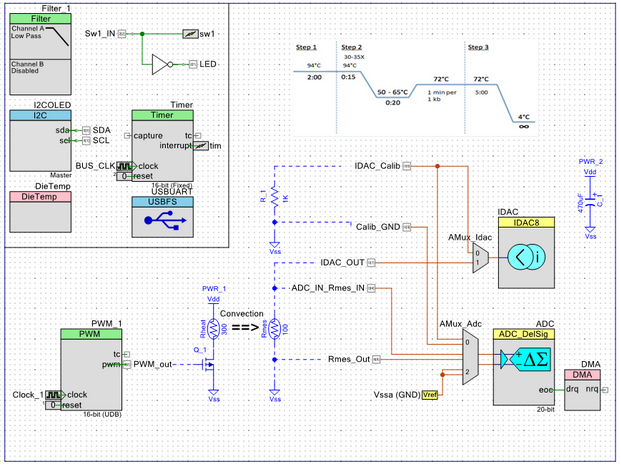 Filter_1
Filter
Channel A
Low Pass
Channel B
Disabled
Sw1_IN
sw1
LED
I2COLED
I2C
sda
scl
SDA
SCL
Master
Timer
Timer
capture
tc
interrupt
tim
BUS_CLK
clock
0
reset
16-bit (Fixed)
DieTemp
DieTemp
USBUART
USBFS
Step 1
Step 2
Step 3
30-35X
94°C
94°C
2:00
0:15
50 - 65°C
0:20
72°C
1 min per
1 kb
72°C
5:00
4°C
∞
R_1
1K
Vss
IDAC_Calib
Calib_GND
IDAC_OUT
ADC_IN_Rmes_IN
Rmes_Out
Vssa (GND)
Vref
AMux_Idac
0
1
IDAC
IDAC8
i
PWR_2
Vdd
470uF
C_1
Vss
PWR_1
Vdd
Convection
==>
Rheat
300
Rmes
100
Q_1
Vss
Vss
PWM_1
PWM
tc
pwm
PWM_out
Clock_1
clock
0
reset
16-bit (UDB)
AMux_Adc
0
2
ADC
ADC_DelSig
ΔΣ
eoc
20-bit
DMA
DMA
drq
nrq